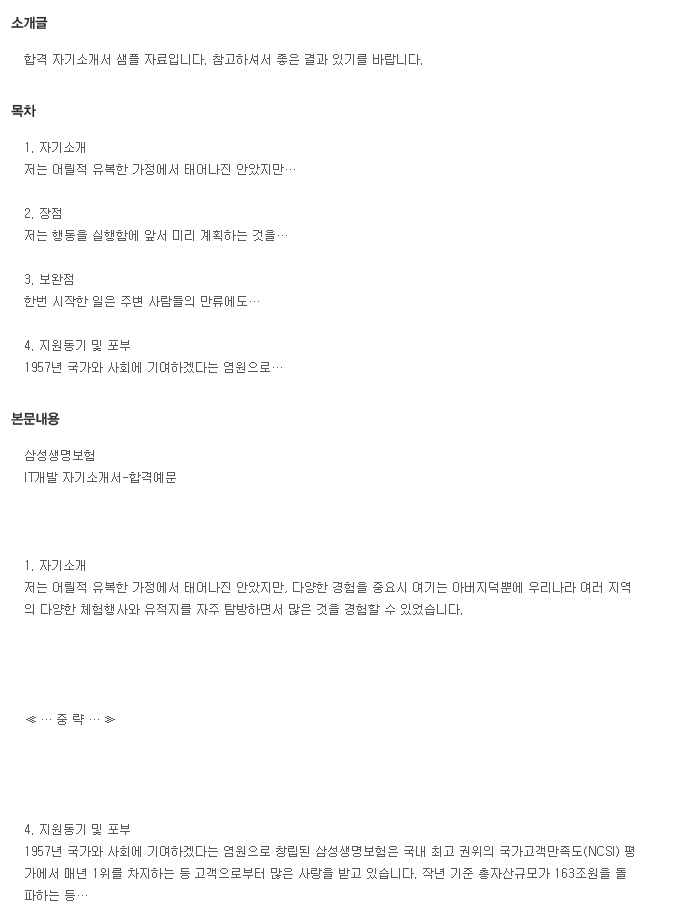 소개글
합격 자기소개서 샘플 자료입니다. 참고하셔서 좋은 결과 있기를 바랍니다.
목차
1. 자기소개
저는 어릴적 유복한 가정에서 태어나진 안았지만…
2. 장점
저는 행동을 실행함에 앞서 미리 계획하는 것을…
3. 보완점
한번 시작한 일은 주변 사람들의 만류에도…
4. 지원동기 및 포부
1957년 국가와 사회에 기여하겠다는 염원으로…
본문내용
삼성생명보험
IT개발 자기소개서-합격예문
1. 자기소개
저는 어릴적 유복한 가정에서 태어나진 안았지만, 다양한 경험을 중요시 여기는 아버지덕뿐에 우리나라 여러 지역
의 다양한 체험행사와 유적지를 자주 탐방하면서 많은 것을 경험할 수 있었습니다.
≪ … 중 략 … ≫
4. 지원동기 및 포부
1957년 국가와 사회에 기여하겠다는 염원으로 창립된 삼성생명보험은 국내 최고 권위의 국가고객만족도(NCSI) 평
가에서 매년 1위를 차지하는 등 고객으로부터 많은 사랑을 받고 있습니다. 작년 기준 총자산규모가 163조원을 돌
파하는 등…